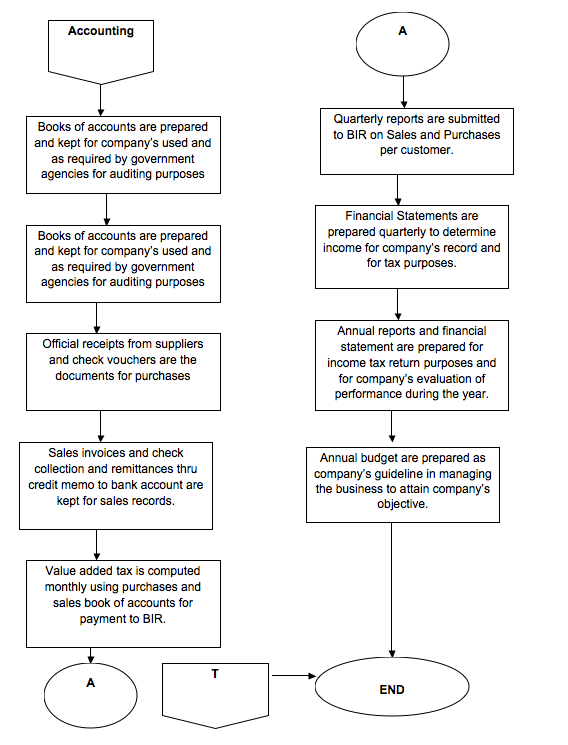 Accounting
Books of accounts are prepared
and kept for company's used and
as required by government
agencies for auditing purposes
Books of accounts are prepared
and kept for company's used and
as required by government
agencies for auditing purposes
Official receipts from suppliers
and check vouchers are the
documents for purchases
Sales invoices and check
collection and remittances thru
credit memo to bank account are
kept for sales records.
Value added tax is computed
monthly using purchases and
sales book of accounts for
payment to BIR.
A
A
Quarterly reports are submitted
to BIR on Sales and Purchases
per customer.
Financial Statements are
prepared quarterly to determine
income for company's record and
for tax purposes.
Annual reports and financial
statement are prepared for
income tax return purposes and
for company's evaluation of
performance during the year.
Annual budget are prepared as
company's guideline in managing
the business to attain company's
objective.
T
END